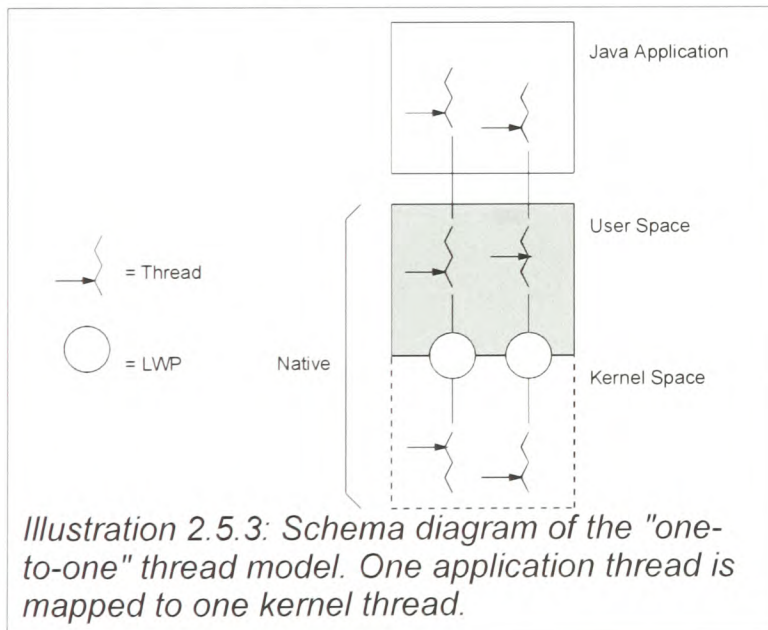 Java Application
User Space
= Thread
= LWP
Native
Kernel Space
Illustration 2.5.3: Schema diagram of the "one-
to-one" thread model. One application thread is
mapped to one kernel thread.